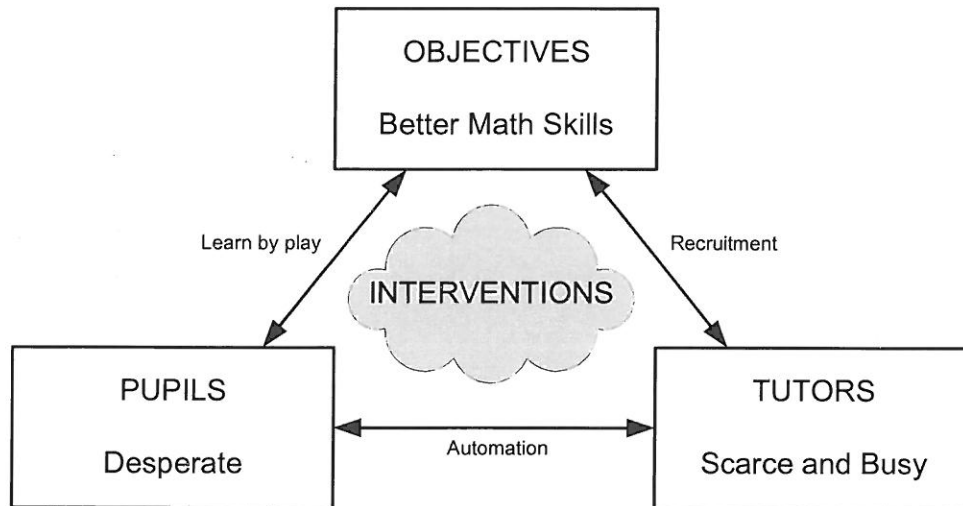 OBJECTIVES
Better Math Skills
Learn by play
Recruitment
INTERVENTIONS
PUPILS
Desperate
Automation
TUTORS
Scarce and Busy